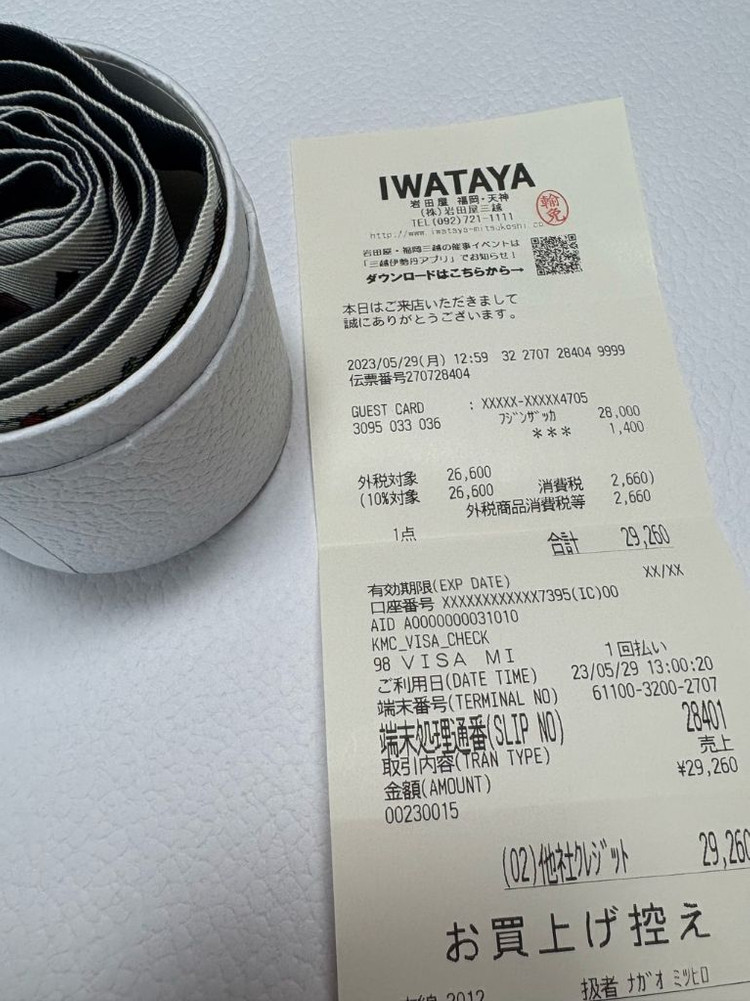 IWATAYA
岩田屋 福岡・天神
(株)岩田屋三越
TEL(092)721-1111
http://www.iwataya-mitsukoshi.co
輸免
岩田屋・福岡三越の催事イベントは
「三越伊勢丹アプリ」でお知らせ!
ダウンロードはこちらから→
本日はご来店いただきまして
誠にありがとうございます。
2023/05/29(月) 12:59 32 2707 28404 9999
伝票番号270728404
GUEST CARD : XXXXX-XXXXX4705
3095 033 036 フジンザッカ 28,000
*** 1,400
外税対象 26,600
(10%対象 26,600 消費税 2,660)
外税商品消費税等 2,660
1点 合計 29,260
有効期限(EXP DATE) XX/XX
口座番号 XXXXXXXXXXXX7395(IC)00
AID A0000000031010
KMC_VISA_CHECK
98 VISA MI 1回払い
ご利用日(DATE TIME) 23/05/29 13:00:20
端末番号(TERMINAL NO) 61100-3200-2707
端末処理通番(SLIP NO) 28401
取引内容(TRAN TYPE) 売上
金額(AMOUNT) ¥29,260
00230015
(02)他社クレジット 29,260
お買上げ控え
2012 扱者 ナガオ ミツヒロ